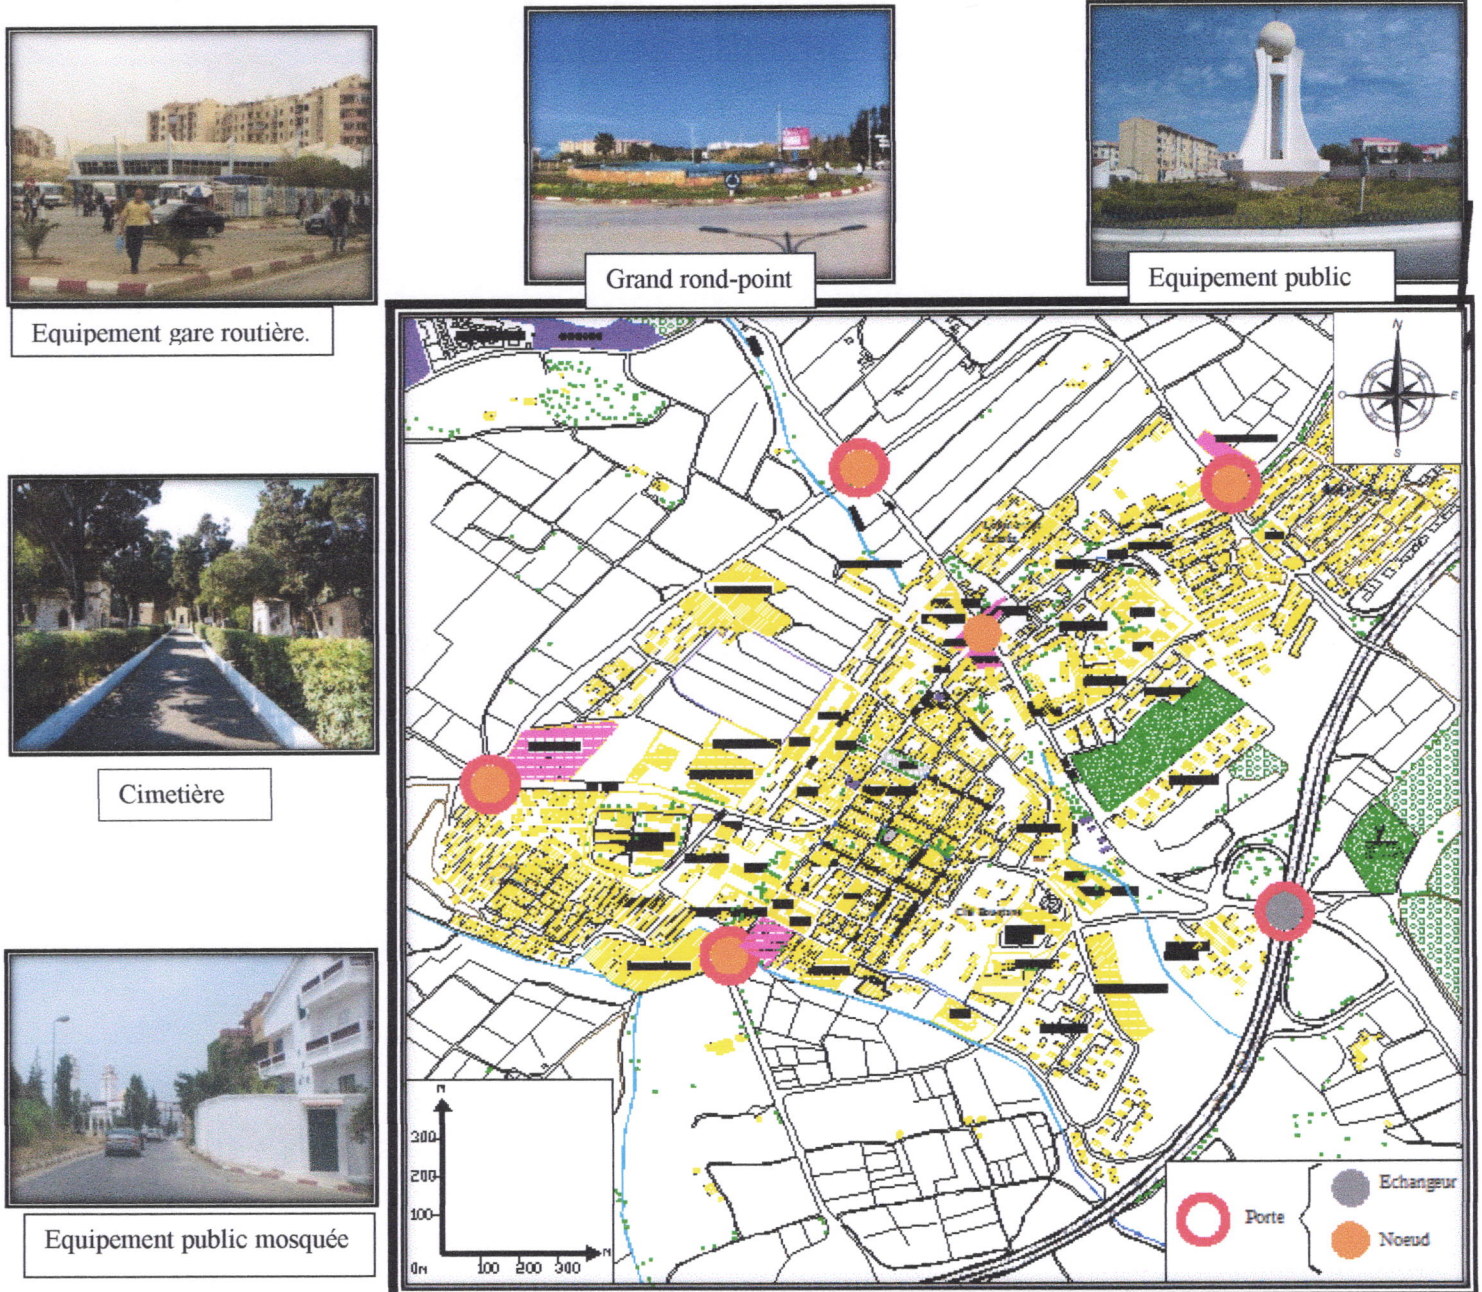 Grand rond-point
Equipement public
Equipement gare routière.
Cimetière
Equipement public mosquée
N
E
S
O
N
300
200
100
0M
100 200 300
M
Porte
Echangeur
Noeud